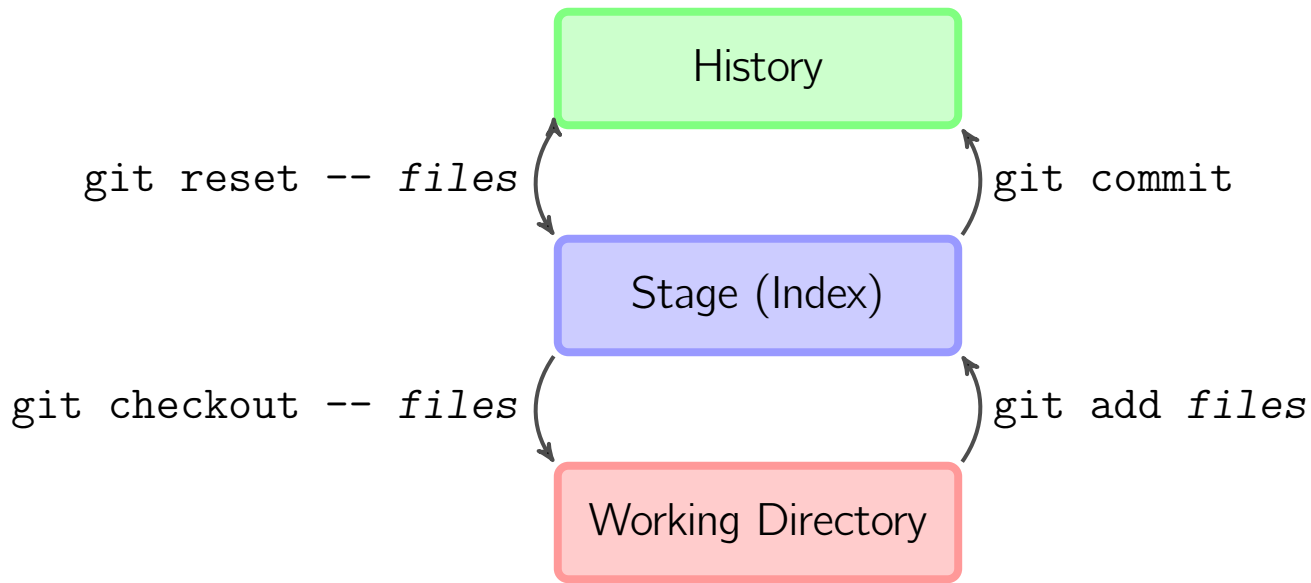 History
git reset -- files
git commit
Stage (Index)
git checkout -- files
git add files
Working Directory